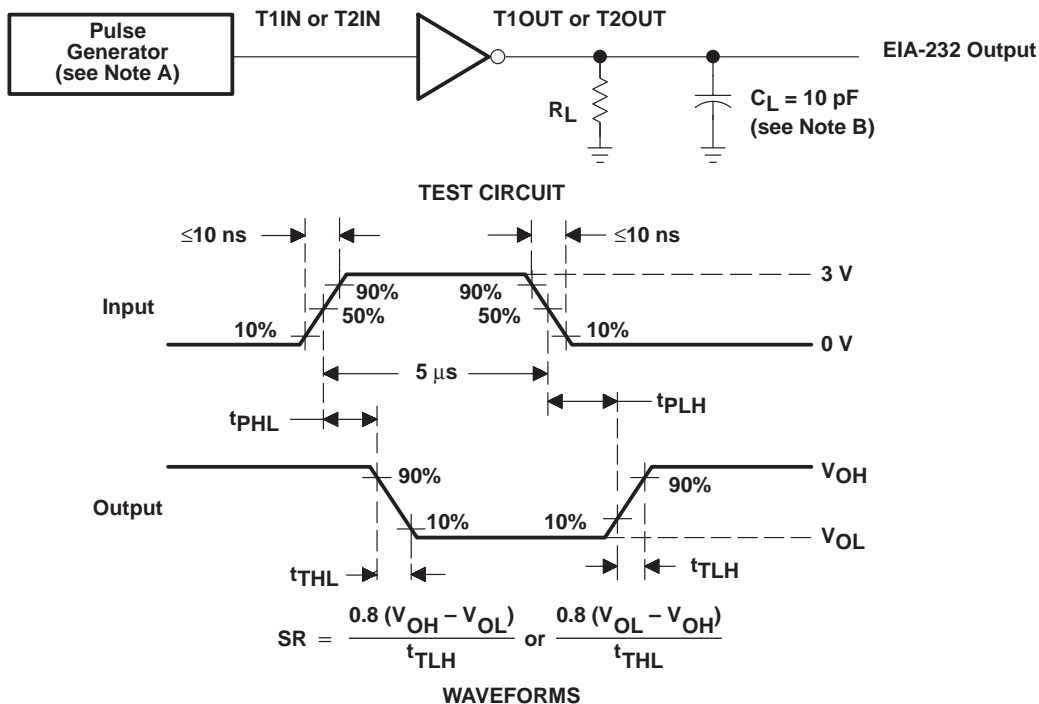 Pulse
Generator
(see Note A)
T1IN or T2IN
T1OUT or T2OUT
EIA-232 Output
RL
CL = 10 pF
(see Note B)
TEST CIRCUIT
≤10 ns
≤10 ns
Input
10%
90%
50%
90%
50%
10%
3 V
0 V
5 μs
tPHL
tPLH
Output
90%
10%
10%
90%
VOH
VOL
tTHL
tTLH
SR = 0.8 (VOH – VOL) / tTLH or 0.8 (VOL – VOH) / tTHL
WAVEFORMS